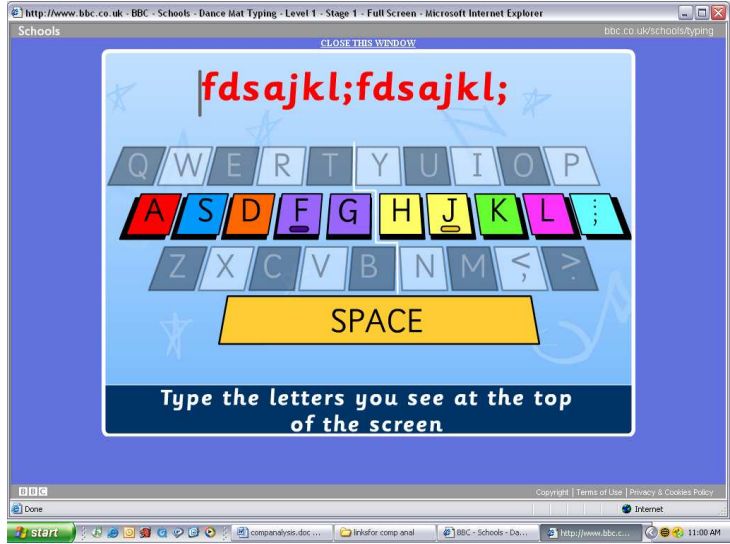 http://www.bbc.co.uk - BBC - Schools - Dance Mat Typing - Level 1 - Stage 1 - Full Screen - Microsoft Internet Explorer
Schools bbc.co.uk/schools/typing
CLOSE THIS WINDOW
fdsajkl;fdsajkl;
Q W E R T Y U I O P
A S D F G H J K L :;
Z X C V B N M <, >.
SPACE
Type the letters you see at the top
of the screen
BBC Copyright | Terms of Use | Privacy & Cookies Policy
Done Internet
start companalysis.doc ... linksfor comp anal BBC - Schools - Da... http://www.bbc.c... 11:00 AM